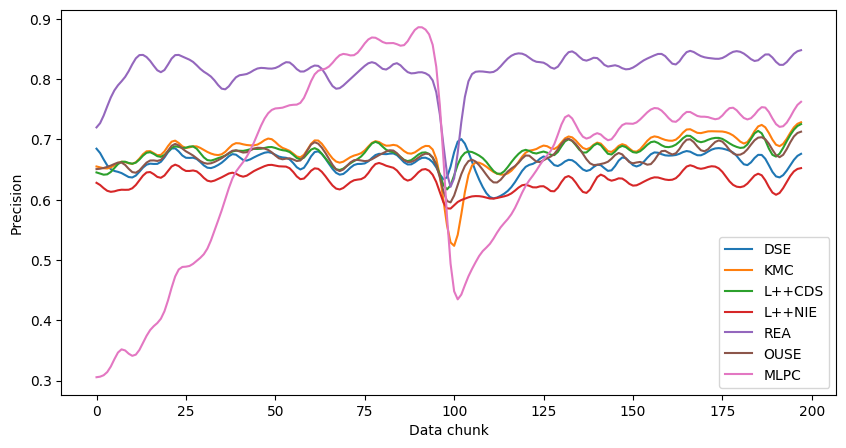 0.9
0.8
0.7
0.6
0.5
0.4
0.3
Precision
0
25
50
75
100
125
150
175
200
Data chunk
DSE
KMC
L++CDS
L++NIE
REA
OUSE
MLPC